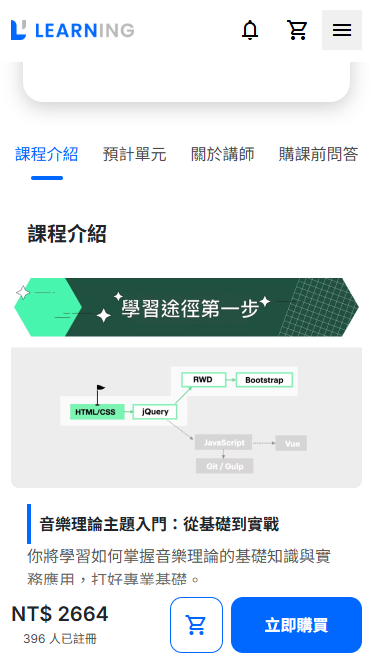 LEARNING
課程介紹 預計單元 關於講師 購課前問答
課程介紹
學習途徑第一步
RWD Bootstrap
HTML/CSS jQuery
JavaScript Vue
Git / Gulp
音樂理論主題入門：從基礎到實戰
你將學習如何掌握音樂理論的基礎知識與實
務應用，打好專業基礎。
NT$ 2664
396 人已註冊
立即購買